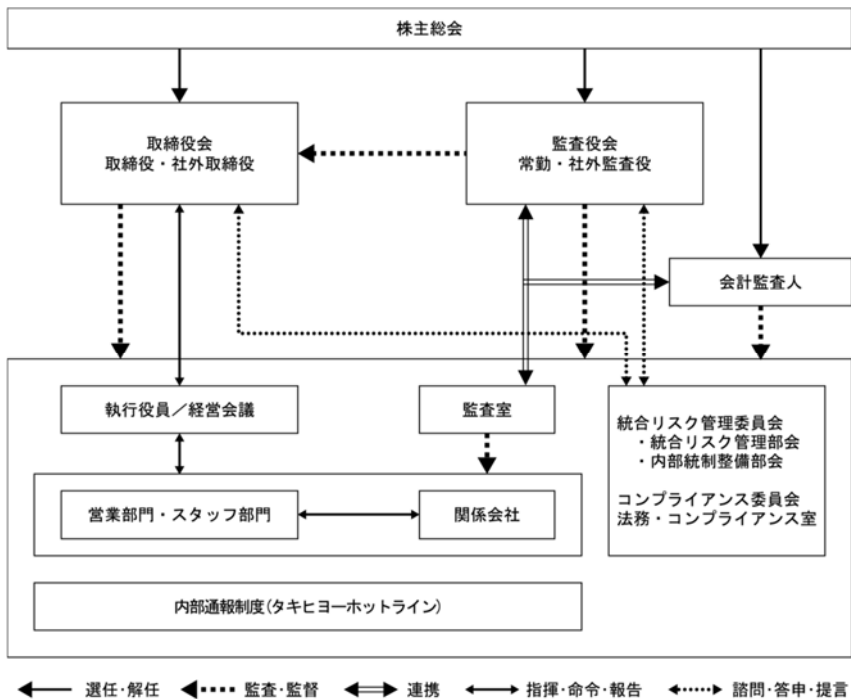 株主総会
取締役会
取締役・社外取締役
監査役会
常勤・社外監査役
会計監査人
執行役員／経営会議
監査室
統合リスク管理委員会
・統合リスク管理部会
・内部統制整備部会
コンプライアンス委員会
法務・コンプライアンス室
営業部門・スタッフ部門
関係会社
内部通報制度(タキヒヨーホットライン)
選任・解任
監査・監督
連携
指揮・命令・報告
諮問・答申・提言